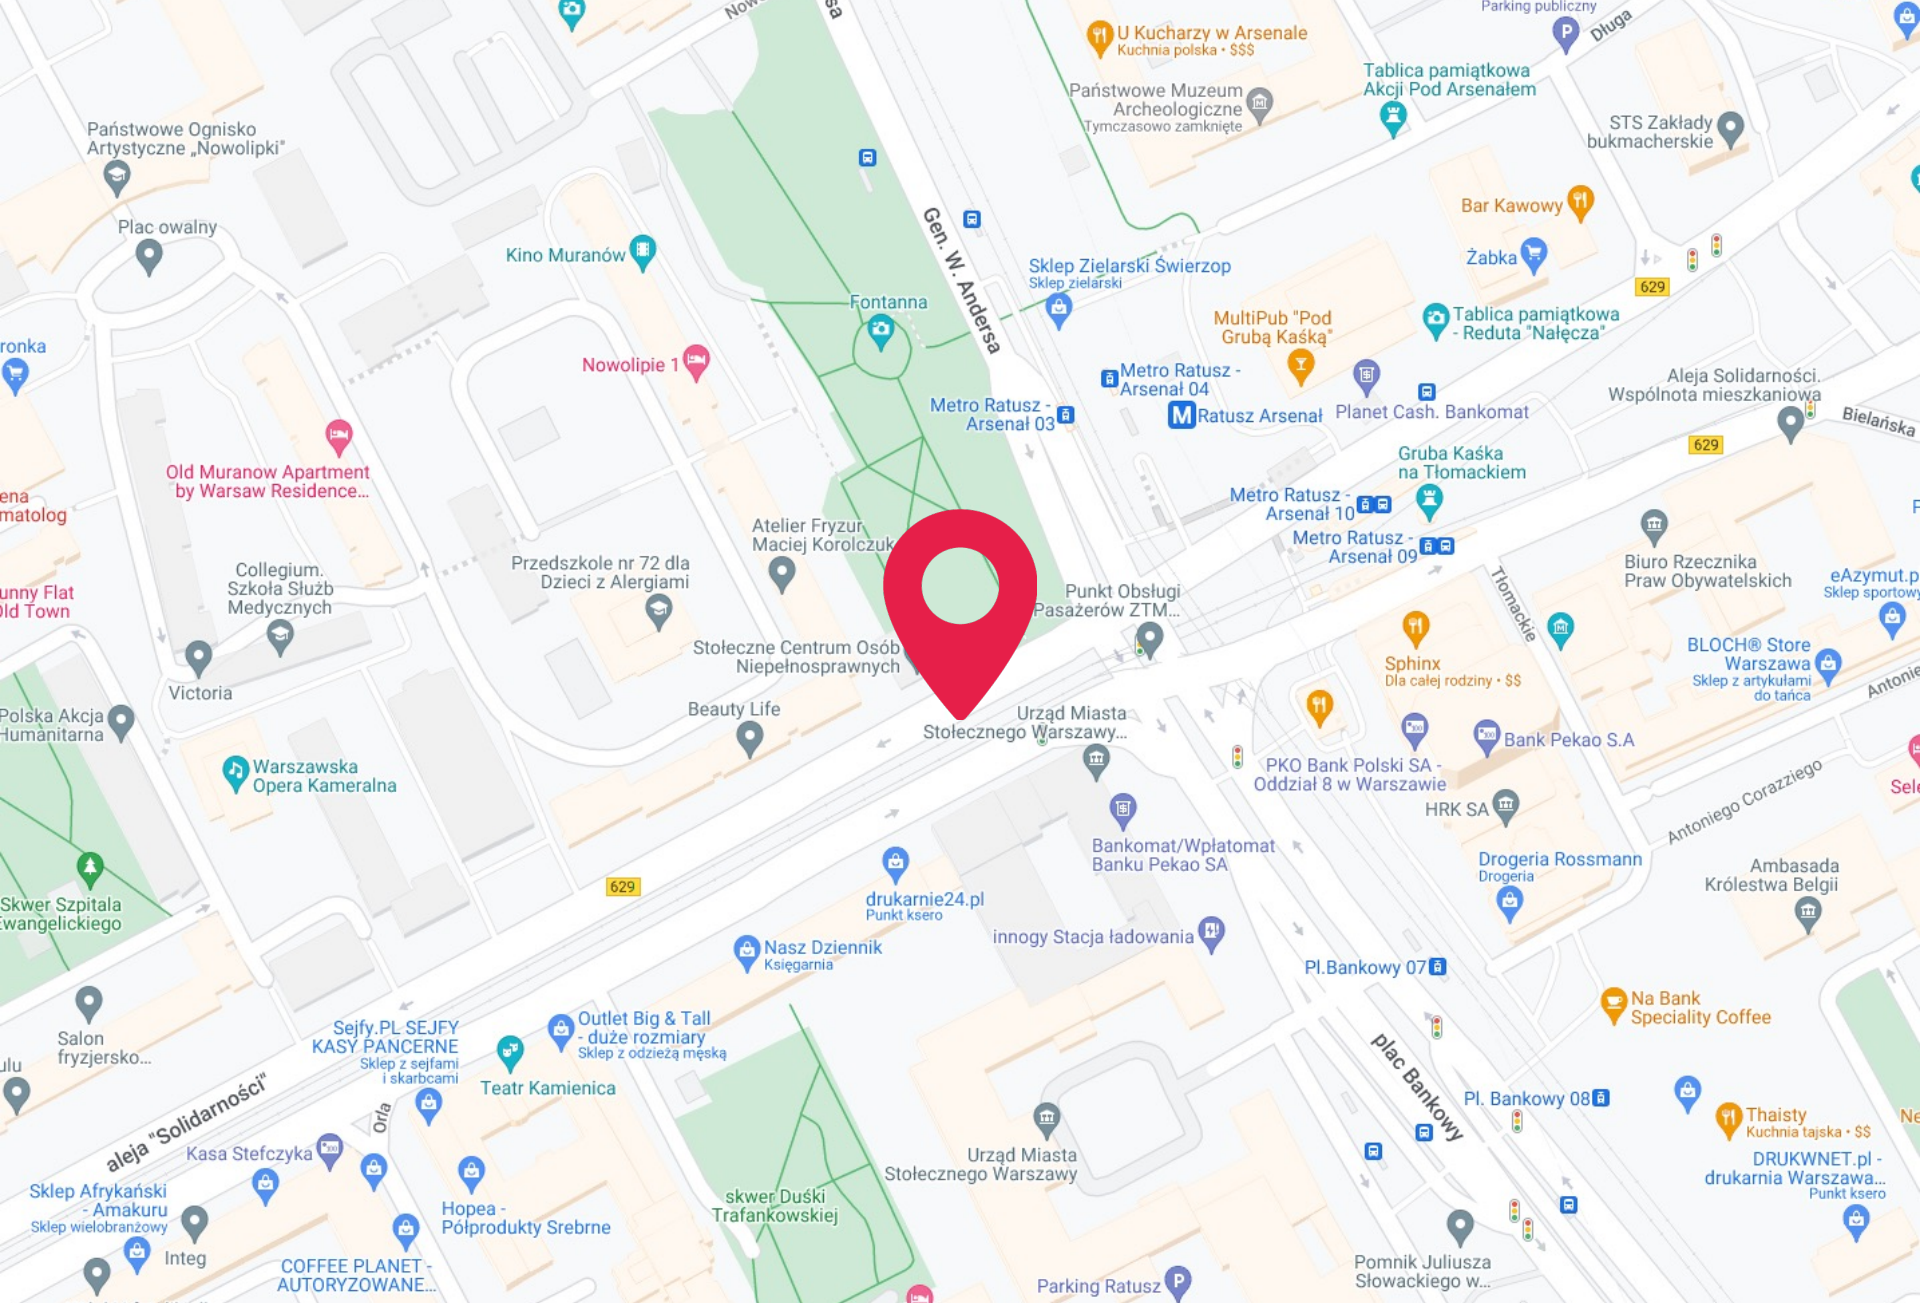 Parking publiczny
Długa
U Kucharzy w Arsenale
Kuchnia polska • $$$
Tablica pamiątkowa
Akcji Pod Arsenałem
Państwowe Muzeum
Archeologiczne
Tymczasowo zamknięte
STS Zakłady
bukmacherskie
Państwowe Ognisko
Artystyczne „Nowolipki"
Plac owalny
Bar Kawowy
Kino Muranów
Gen. W. Andersa
Żabka
Sklep Zielarski Świerzop
Sklep zielarski
629
Fontanna
MultiPub "Pod
Grubą Kaśką"
Tablica pamiątkowa
- Reduta "Nałęcza"
ronka
Nowolipie 1
Metro Ratusz -
Arsenał 04
Aleja Solidarności.
Wspólnota mieszkaniowa
Metro Ratusz -
Arsenał 03
M
Ratusz Arsenał
Planet Cash. Bankomat
Bielańska
629
Old Muranow Apartment
by Warsaw Residence...
Gruba Kaśka
na Tłomackiem
ena
matolog
Metro Ratusz -
Arsenał 10
Metro Ratusz -
Arsenał 09
Atelier Fryzur
Maciej Korolczuk
Biuro Rzecznika
Praw Obywatelskich
Przedszkole nr 72 dla
Dzieci z Alergiami
Collegium.
Szkoła Służb
Medycznych
eAzymut.p
Sklep sportowy
unny Flat
Old Town
Punkt Obsługi
Pasażerów ZTM...
Tłomackie
Stołeczne Centrum Osób
Niepełnosprawnych
BLOCH® Store
Warszawa
Sklep z artykułami
do tańca
Sphinx
Dla całej rodziny • $$
Antonie
Victoria
Polska Akcja
Humanitarna
Beauty Life
Urząd Miasta
Stołecznego Warszawy...
Bank Pekao S.A
PKO Bank Polski SA -
Oddział 8 w Warszawie
Warszawska
Opera Kameralna
Antoniego Corazziego
Sele
HRK SA
Bankomat/Wpłatomat
Banku Pekao SA
Drogeria Rossmann
Drogeria
Ambasada
Królestwa Belgii
629
drukarnie24.pl
Punkt ksero
Skwer Szpitala
Ewangelickiego
innogy Stacja ładowania
Nasz Dziennik
Księgarnia
Pl.Bankowy 07
Na Bank
Speciality Coffee
Outlet Big & Tall
- duże rozmiary
Sklep z odzieżą męską
Sejfy.PL SEJFY
KASY PANCERNE
Sklep z sejfami
i skarbcami
Salon
fryzjersko...
ulu
Teatr Kamienica
plac Bankowy
Pl. Bankowy 08
aleja "Solidarności"
Orla
Thaisty
Kuchnia tajska • $$
Ne
Kasa Stefczyka
Urząd Miasta
Stołecznego Warszawy
DRUKWNET.pl -
drukarnia Warszawa...
Punkt ksero
Sklep Afrykański
- Amakuru
Sklep wielobranżowy
skwer Duśki
Trafankowskiej
Hopea -
Półprodukty Srebrne
Integ
COFFEE PLANET -
AUTORYZOWANE...
Pomnik Juliusza
Słowackiego w...
Parking Ratusz